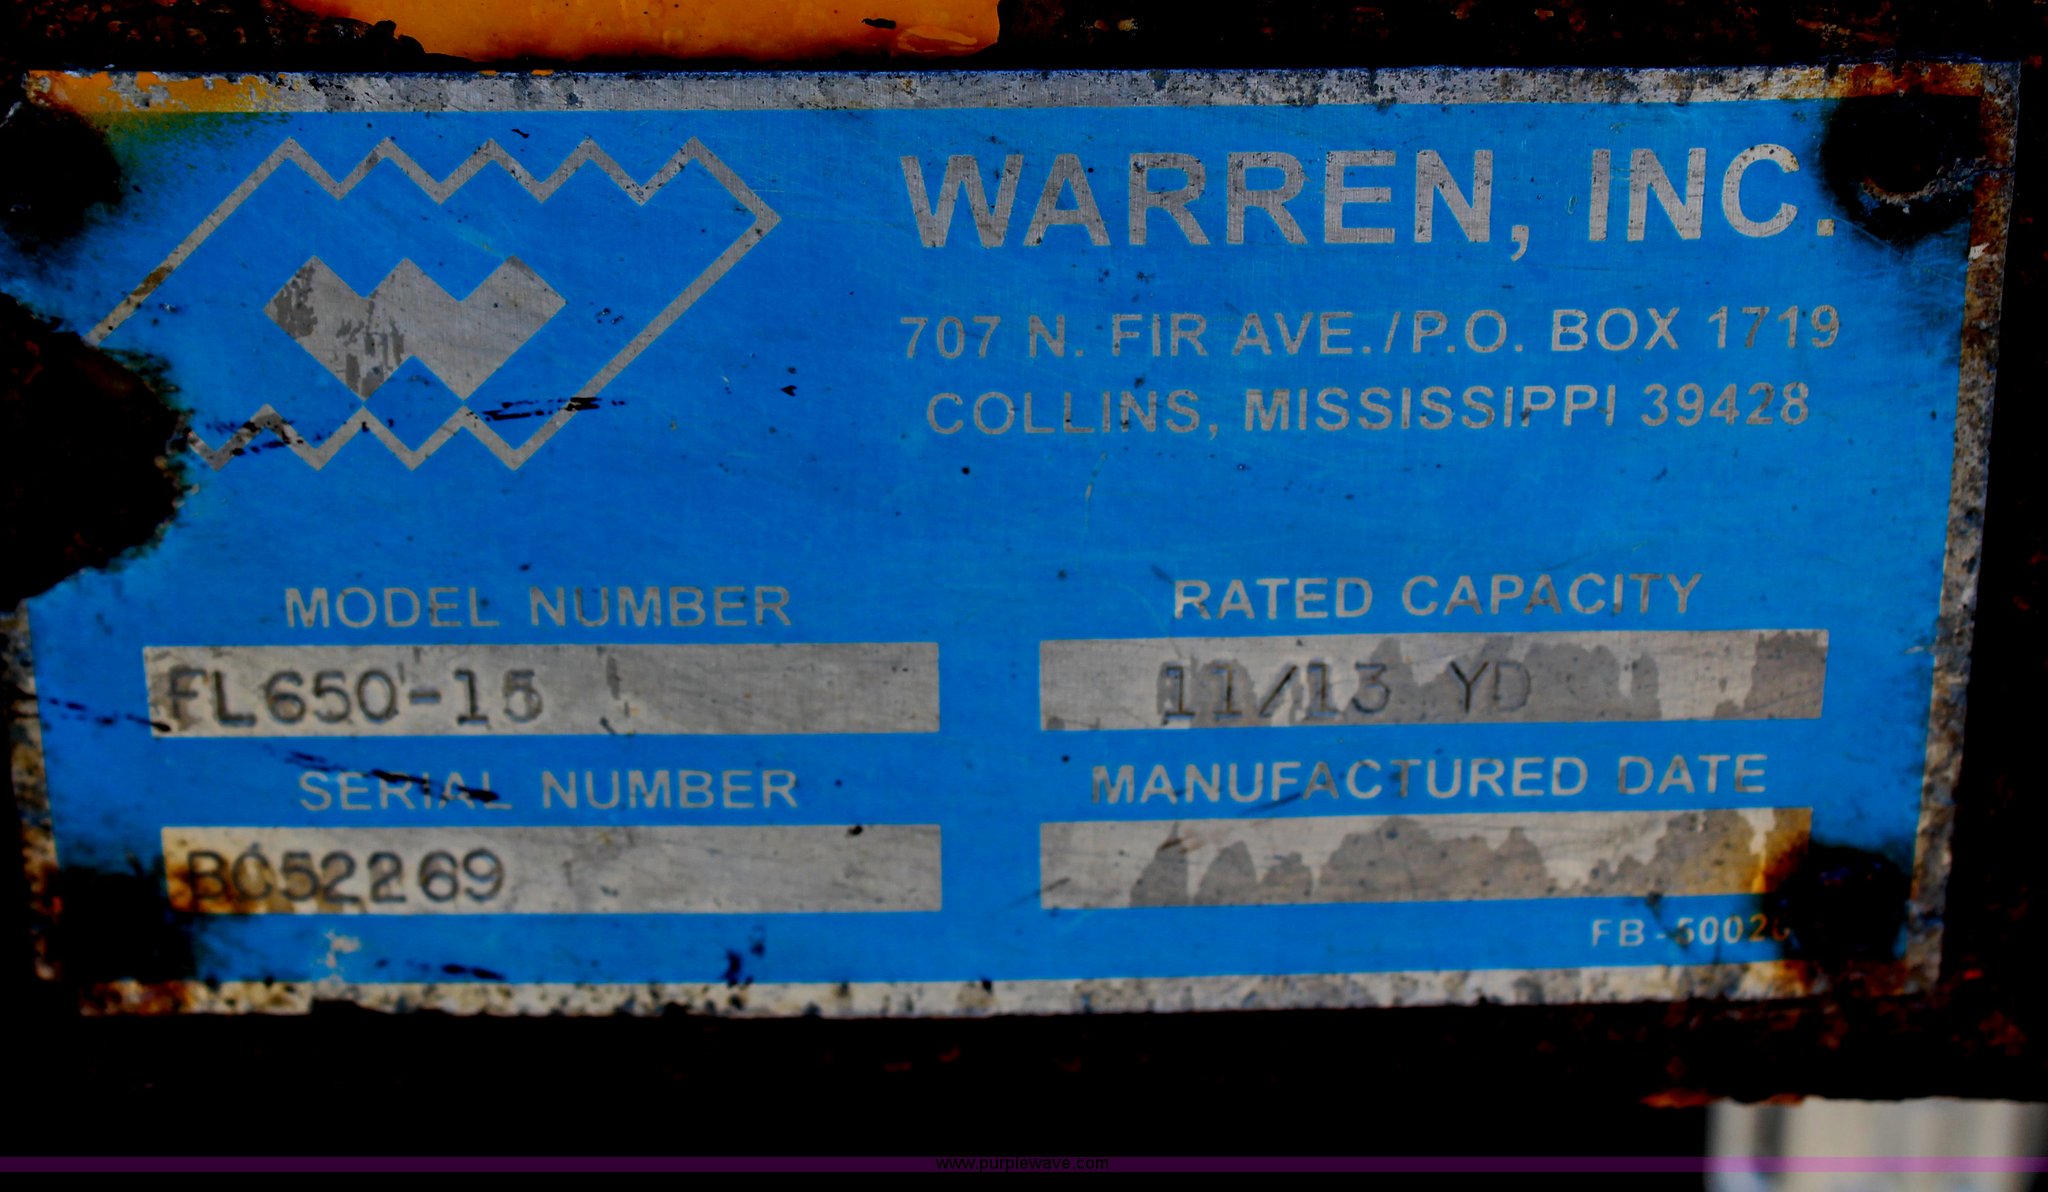 WARREN, INC.
707 N. FIR AVE./P.O. BOX 1719
COLLINS, MISSISSIPPI 39428
MODEL NUMBER
RATED CAPACITY
FL650-15
11/13 YD
SERIAL NUMBER
MANUFACTURED DATE
BC52269
www.purplewave.com